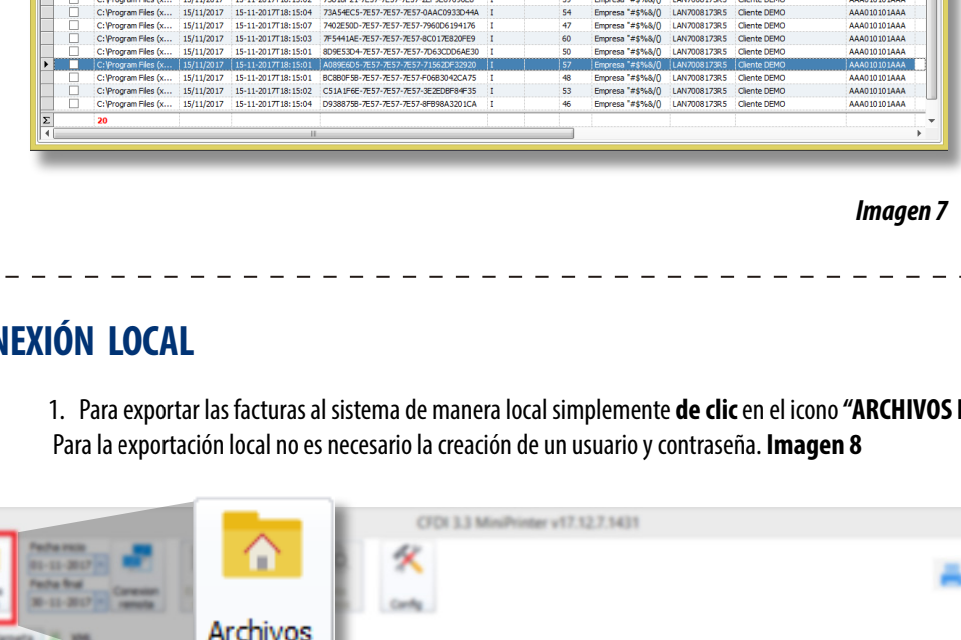 C:\Program Files (x... 15/11/2017 15-11-2017T18:15:04 73A54EC5-7E57-7E57-7E57-0AAC0933D44A I 54 Empresa "#$%&/() LAN7008173R5 Cliente DEMO AAA010101AAA
C:\Program Files (x... 15/11/2017 15-11-2017T18:15:07 7402E50D-7E57-7E57-7E57-7960D6194176 I 47 Empresa "#$%&/() LAN7008173R5 Cliente DEMO AAA010101AAA
C:\Program Files (x... 15/11/2017 15-11-2017T18:15:03 7F5441AE-7E57-7E57-7E57-8C017E820FE9 I 60 Empresa "#$%&/() LAN7008173R5 Cliente DEMO AAA010101AAA
C:\Program Files (x... 15/11/2017 15-11-2017T18:15:01 8D9E53D4-7E57-7E57-7E57-7D63CDD6AE30 I 50 Empresa "#$%&/() LAN7008173R5 Cliente DEMO AAA010101AAA
C:\Program Files (x... 15/11/2017 15-11-2017T18:15:01 A089E6D5-7E57-7E57-7E57-71562DF32920 I 57 Empresa "#$%&/() LAN7008173R5 Cliente DEMO AAA010101AAA
C:\Program Files (x... 15/11/2017 15-11-2017T18:15:01 BC8B0F5B-7E57-7E57-7E57-F06B3042CA75 I 48 Empresa "#$%&/() LAN7008173R5 Cliente DEMO AAA010101AAA
C:\Program Files (x... 15/11/2017 15-11-2017T18:15:02 C51A1F6E-7E57-7E57-7E57-3E2EDBF84F35 I 53 Empresa "#$%&/() LAN7008173R5 Cliente DEMO AAA010101AAA
C:\Program Files (x... 15/11/2017 15-11-2017T18:15:04 D938875B-7E57-7E57-7E57-8FB98A3201CA I 46 Empresa "#$%&/() LAN7008173R5 Cliente DEMO AAA010101AAA
Σ 20
Imagen 7
NEXIÓN LOCAL
1. Para exportar las facturas al sistema de manera local simplemente de clic en el icono “ARCHIVOS
Para la exportación local no es necesario la creación de un usuario y contraseña. Imagen 8
CFDI 3.3 MiniPrinter v17.12.7.1431
Fecha inicio
01-11-2017
Fecha final
30-11-2017
Conexion
remota
Config
Archivos